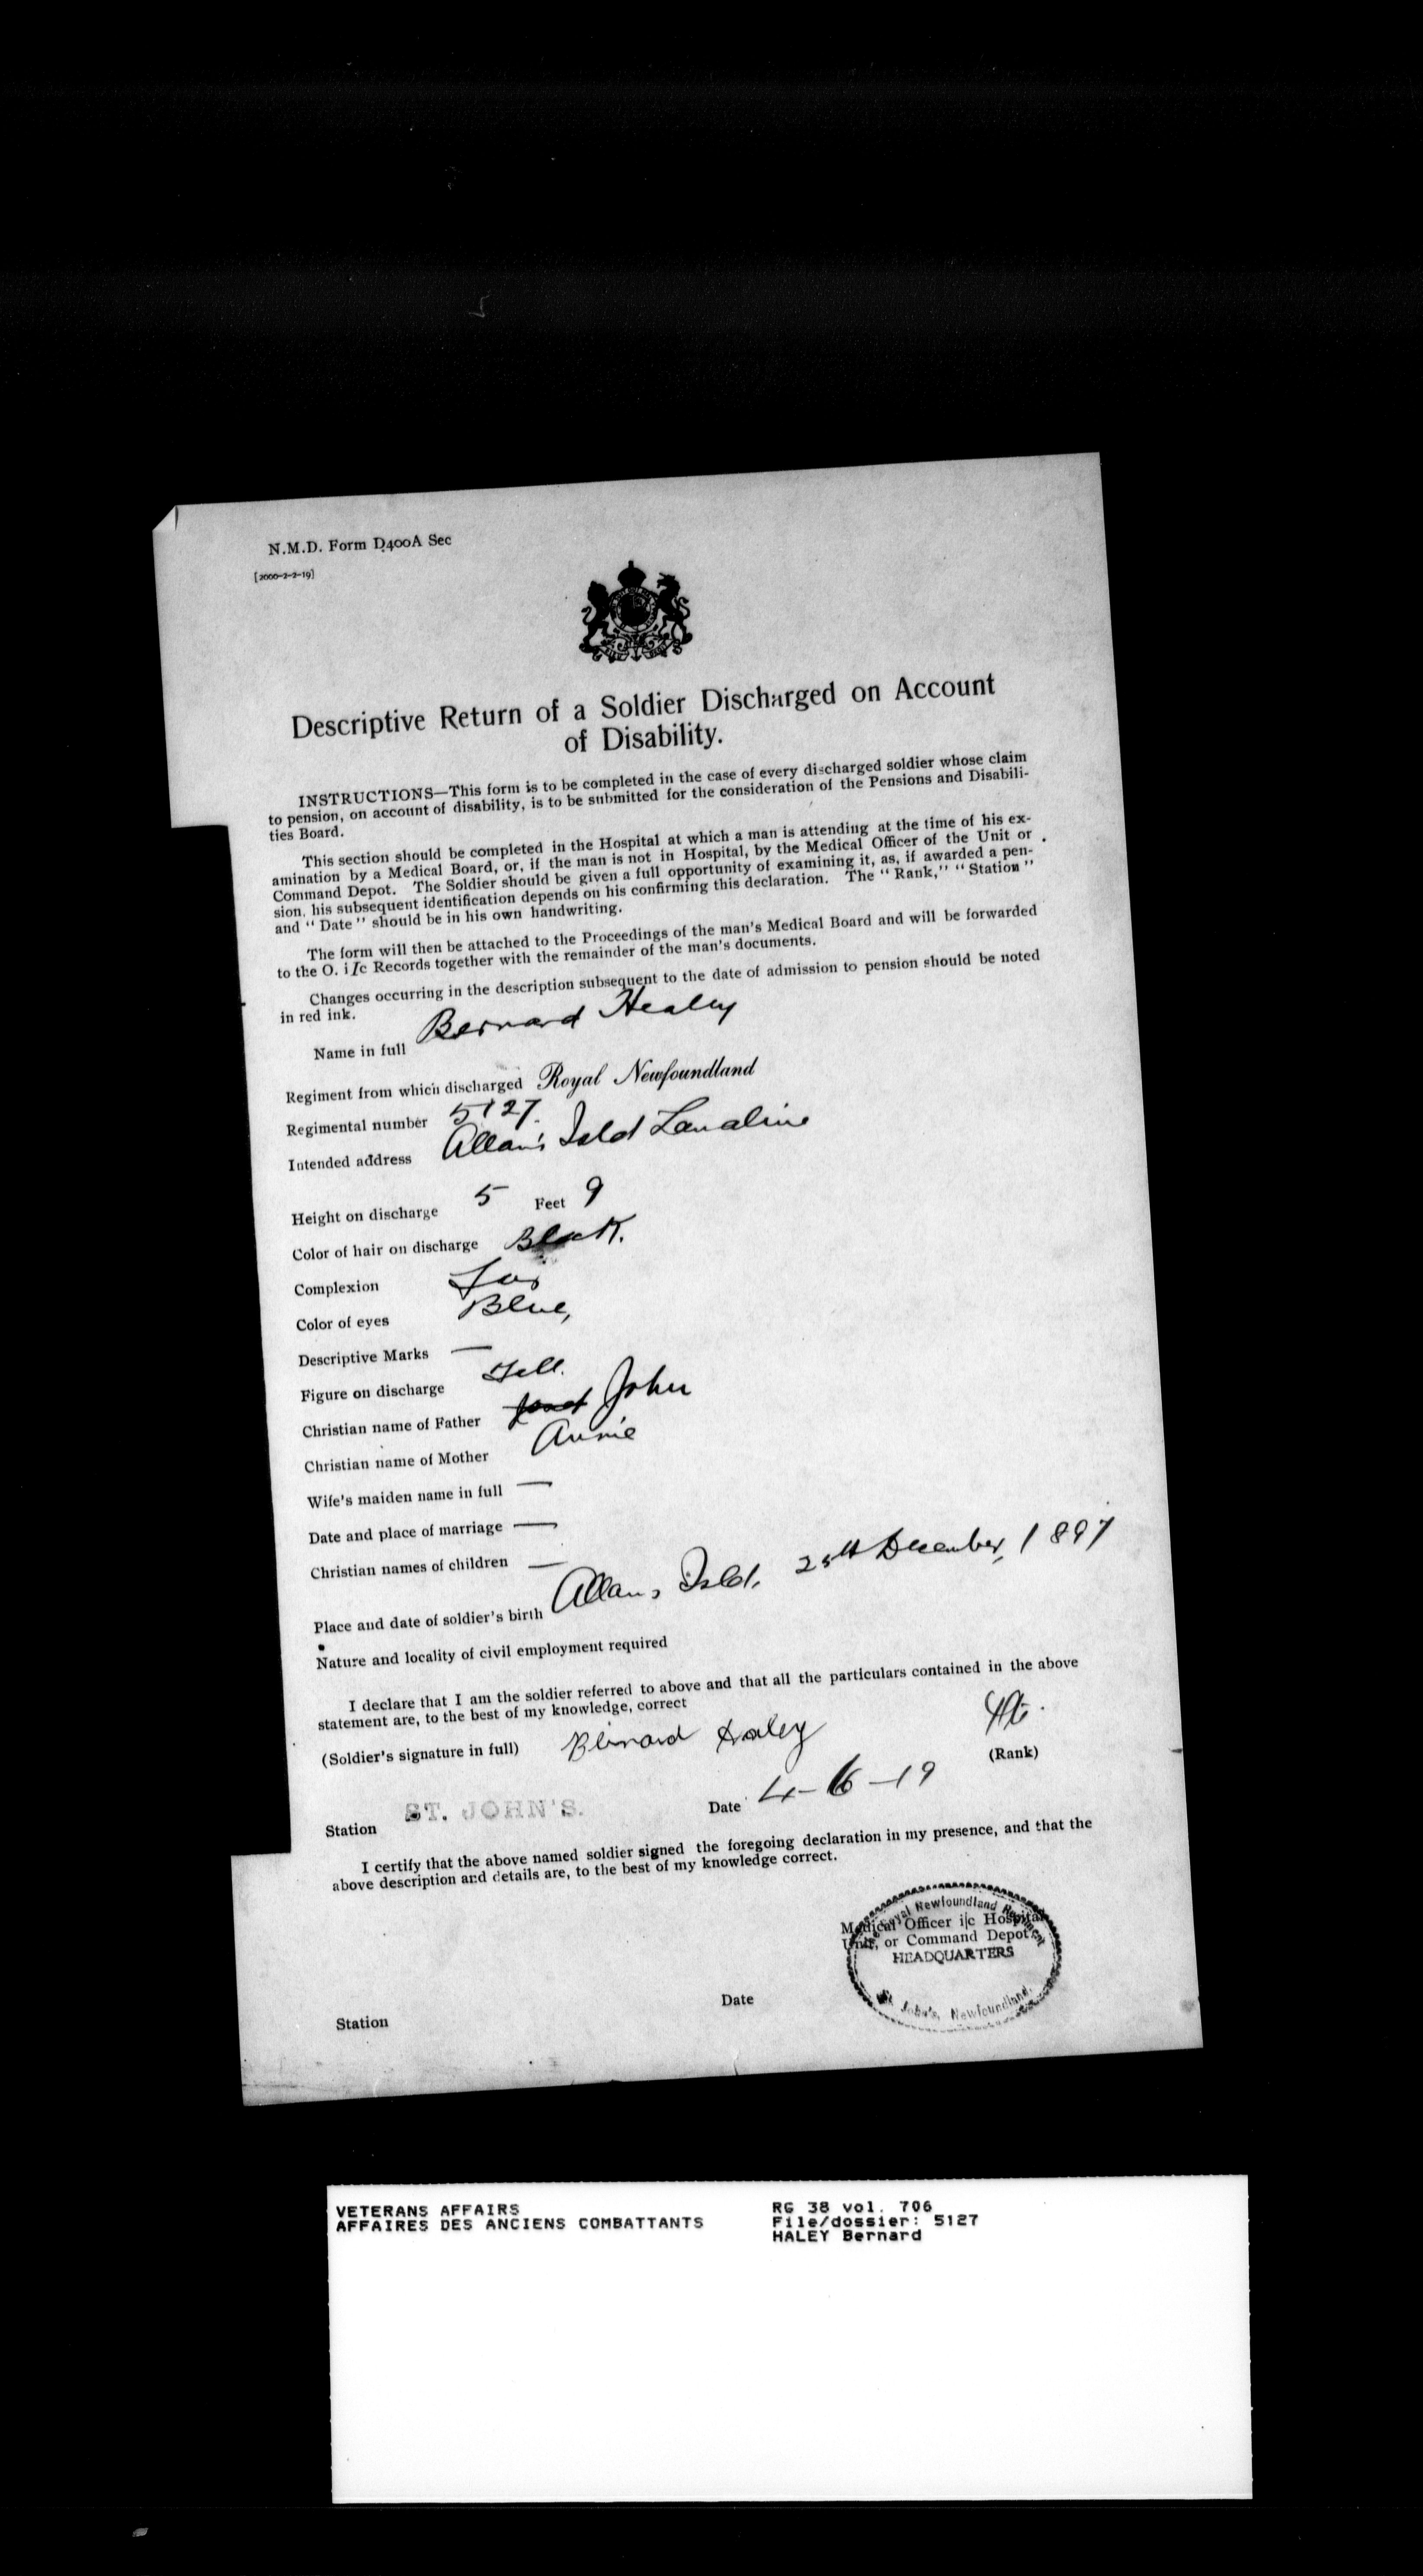 N.M.D. Form D400A Sec
[2000-2-2-19]
Descriptive Return of a Soldier Discharged on Account
of Disability.
INSTRUCTIONS—This form is to be completed in the case of every discharged soldier whose claim
to pension, on account of disability, is to be submitted for the consideration of the Pensions and Disabili-
ties Board.
This section should be completed in the Hospital at which a man is attending at the time of his ex-
amination by a Medical Board, or, if the man is not in Hospital, by the Medical Officer of the Unit or
Command Depot. The Soldier should be given a full opportunity of examining it, as, if awarded a pen-
sion, his subsequent identification depends on his confirming this declaration. The "Rank," "Station"
and "Date" should be in his own handwriting.
The form will then be attached to the Proceedings of the man's Medical Board and will be forwarded
to the O. i/c Records together with the remainder of the man's documents.
Changes occurring in the description subsequent to the date of admission to pension should be noted
in red ink.
Name in full Bernard Healey
Regiment from which discharged Royal Newfoundland
Regimental number 5127.
Intended address Allan's Isld Lamaline
Height on discharge 5 Feet 9
Color of hair on discharge Black.
Complexion Fair
Color of eyes Blue,
Descriptive Marks —
Figure on discharge Tall.
Christian name of Father John
Christian name of Mother Annie
Wife's maiden name in full —
Date and place of marriage —
Christian names of children —
Place and date of soldier's birth Allans Isld. 25th December, 1897
Nature and locality of civil employment required
I declare that I am the soldier referred to above and that all the particulars contained in the above
statement are, to the best of my knowledge, correct
(Soldier's signature in full) Bernard Haley Pte.
(Rank)
Station ST. JOHN'S. Date 4-6-19
I certify that the above named soldier signed the foregoing declaration in my presence, and that the
above description and details are, to the best of my knowledge correct.
Royal Newfoundland Regiment
Medical Officer i/c Hospital
Unit, or Command Depot.
HEADQUARTERS
St. John's, Newfoundland.
Station Date
VETERANS AFFAIRS RG 38 vol. 706
AFFAIRES DES ANCIENS COMBATTANTS File/dossier: 5127
HALEY Bernard